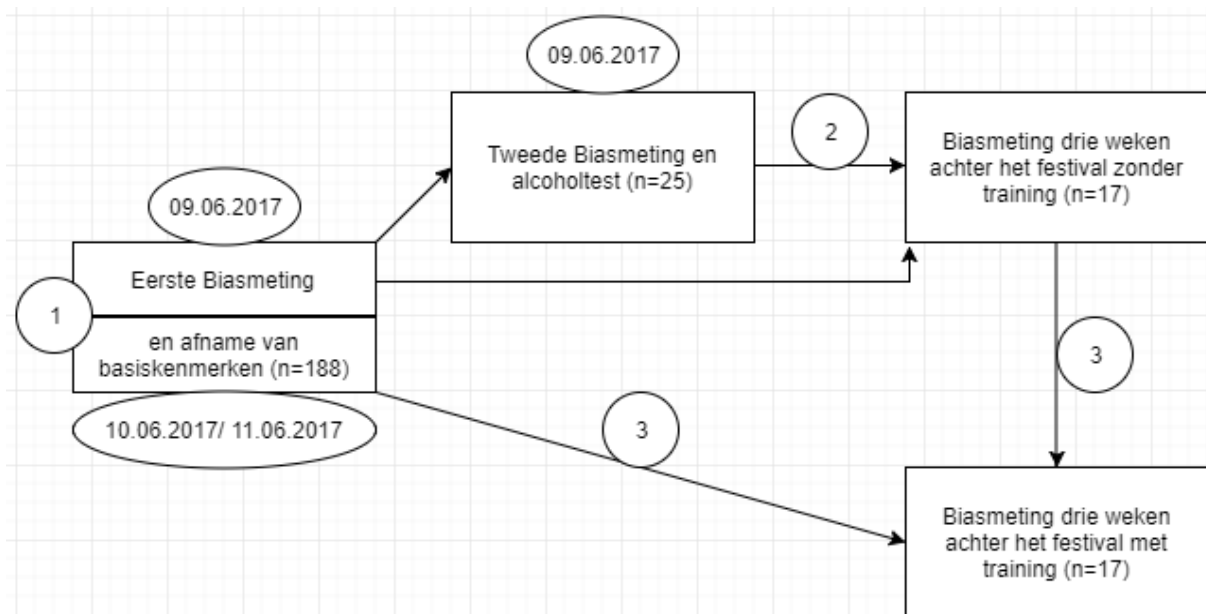 09.06.2017
Tweede Biasmeting en
alcoholtest (n=25)
2
Biasmeting drie weken
achter het festival zonder
training (n=17)
09.06.2017
Eerste Biasmeting
1
en afname van
basiskenmerken (n=188)
10.06.2017/ 11.06.2017
3
3
Biasmeting drie weken
achter het festival met
training (n=17)